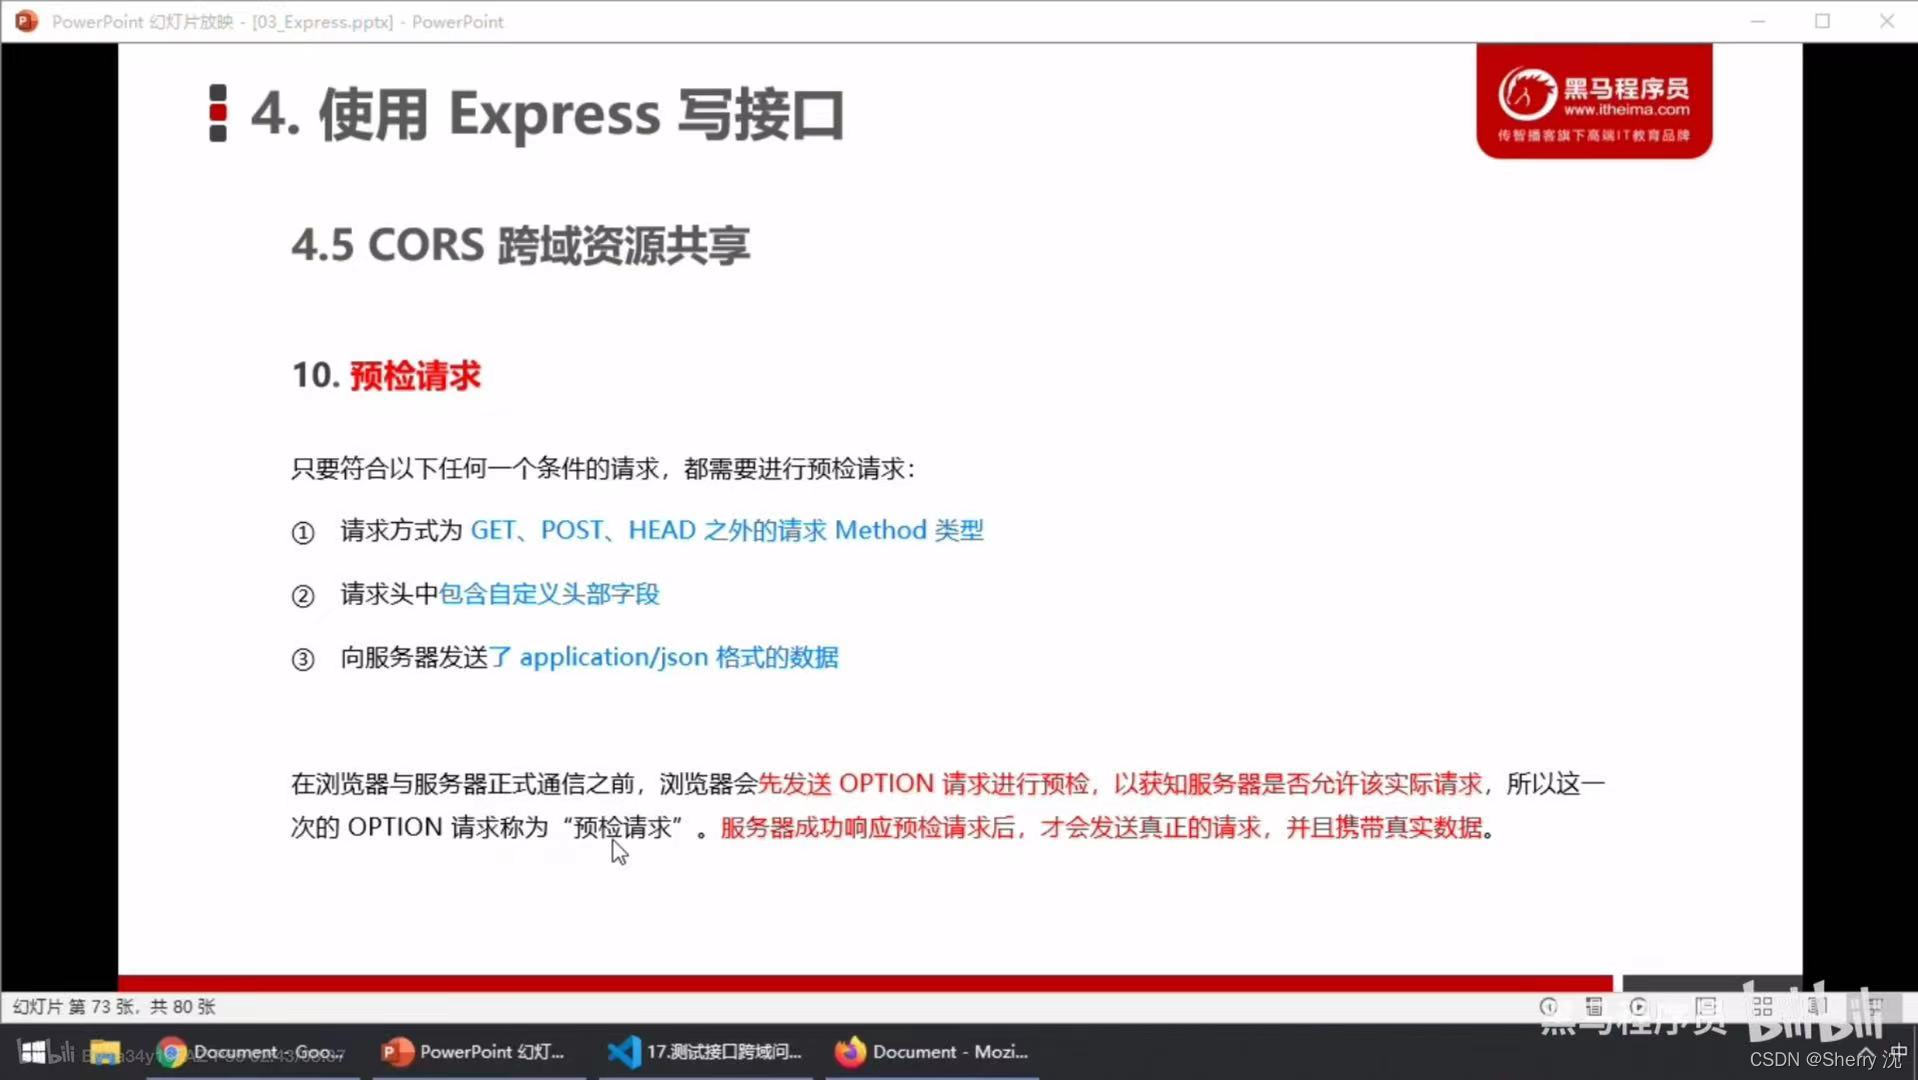 PowerPoint 幻灯片放映 - [03_Express.pptx] - PowerPoint
4. 使用 Express 写接口
黑马程序员
www.itheima.com
传智播客旗下高端IT教育品牌
4.5 CORS 跨域资源共享
10. 预检请求
只要符合以下任何一个条件的请求，都需要进行预检请求：
① 请求方式为 GET、POST、HEAD 之外的请求 Method 类型
② 请求头中包含自定义头部字段
③ 向服务器发送了 application/json 格式的数据
在浏览器与服务器正式通信之前，浏览器会先发送 OPTION 请求进行预检，以获知服务器是否允许该实际请求，所以这一
次的 OPTION 请求称为“预检请求”。服务器成功响应预检请求后，才会发送真正的请求，并且携带真实数据。
幻灯片 第 73 张，共 80 张
黑马程序员 bilibili
Document - Goo...
PowerPoint 幻灯...
17.测试接口跨域问...
Document - Mozi...
中
CSDN @Sherry 沈